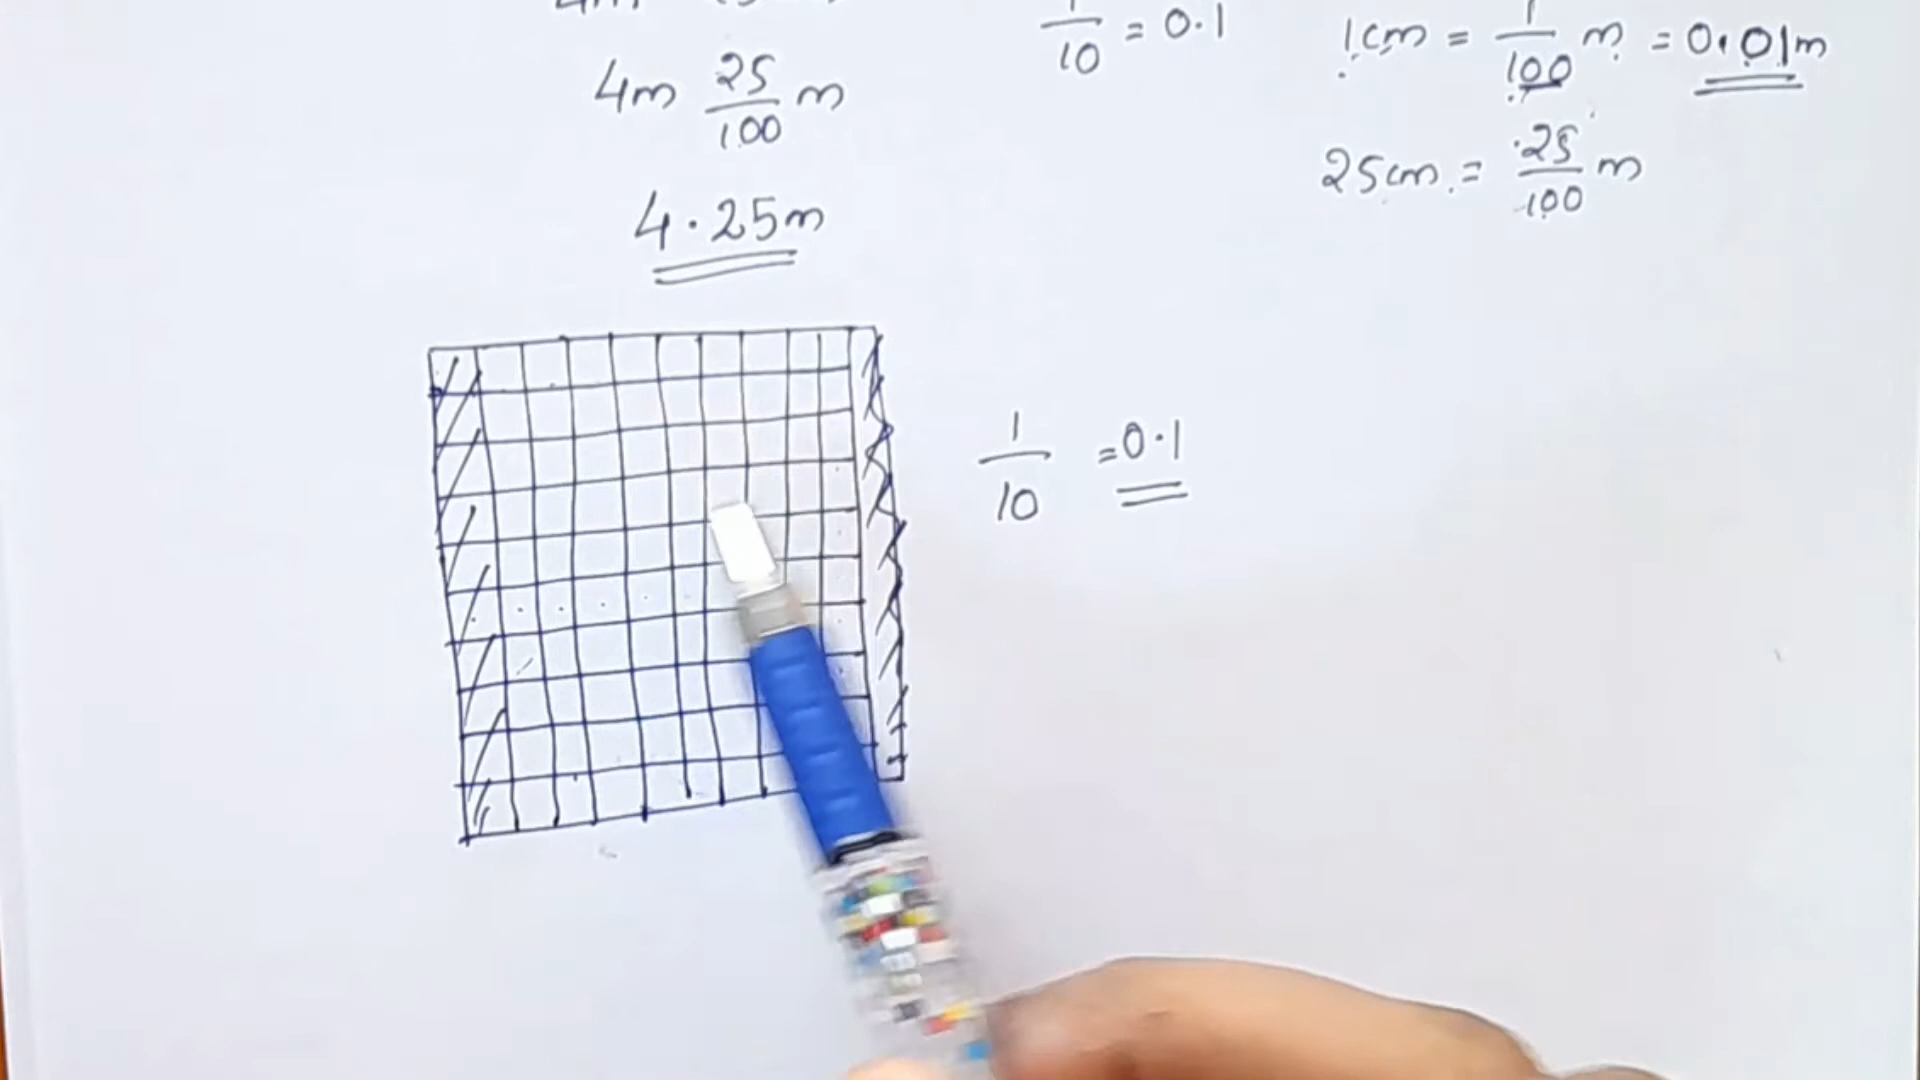 4m 25/100 m
4.25m
1/10 = 0.1
1cm = 1/100 m = 0.01m
25cm = 25/100 m
1/10 = 0.1